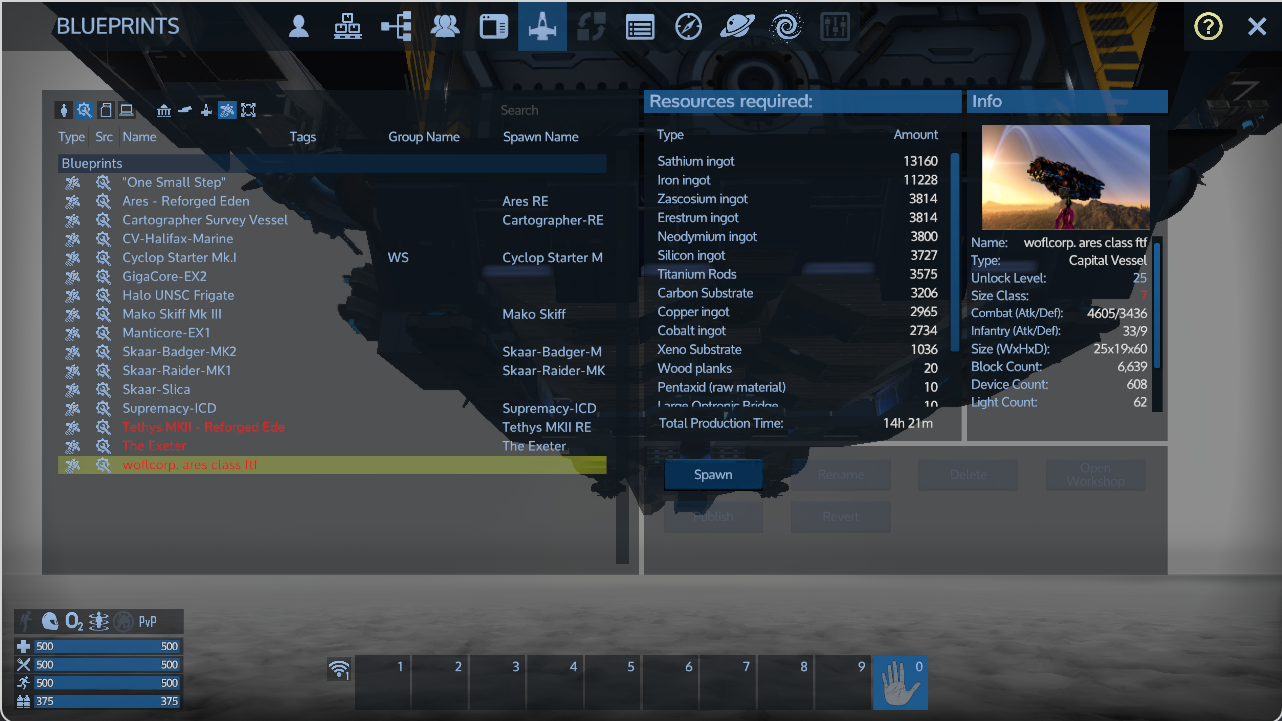 BLUEPRINTS
?
Search
Type Src Name Tags Group Name Spawn Name
Blueprints
"One Small Step"
Ares - Reforged Eden Ares RE
Cartographer Survey Vessel Cartographer-RE
CV-Halifax-Marine
Cyclop Starter Mk.I WS Cyclop Starter M
GigaCore-EX2
Halo UNSC Frigate
Mako Skiff Mk III Mako Skiff
Manticore-EX1
Skaar-Badger-MK2 Skaar-Badger-M
Skaar-Raider-MK1 Skaar-Raider-MK
Skaar-Slica
Supremacy-ICD Supremacy-ICD
Tethys MKII - Reforged Ede Tethys MKII RE
The Exeter The Exeter
woflcorp. ares class ftf
Resources required:
Type Amount
Sathium ingot 13160
Iron ingot 11228
Zascosium ingot 3814
Erestrum ingot 3814
Neodymium ingot 3800
Silicon ingot 3727
Titanium Rods 3575
Carbon Substrate 3206
Copper ingot 2965
Cobalt ingot 2734
Xeno Substrate 1036
Wood planks 20
Pentaxid (raw material) 10
Large Optronic Bridge 10
Total Production Time: 14h 21m
Info
Name: woflcorp. ares class ftf
Type: Capital Vessel
Unlock Level: 25
Size Class: 7
Combat (Atk/Def): 4605/3436
Infantry (Atk/Def): 33/9
Size (WxHxD): 25x19x60
Block Count: 6,639
Device Count: 608
Light Count: 62
Spawn Rename Delete Open
Workshop
Publish Revert
O2 PvP
500 500
500 500
500 500
375 375
1 1 2 3 4 5 6 7 8 9 0